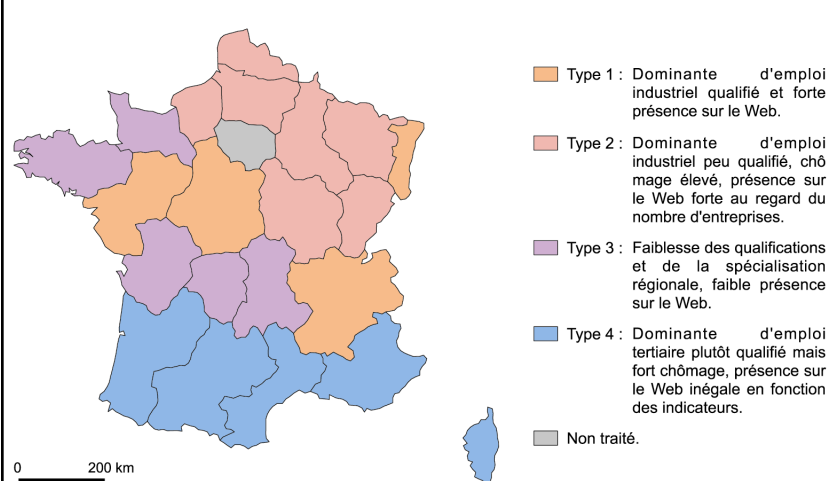 Type 1 : Dominante d'emploi
industriel qualifié et forte
présence sur le Web.
Type 2 : Dominante d'emploi
industriel peu qualifié, chô
mage élevé, présence sur
le Web forte au regard du
nombre d'entreprises.
Type 3 : Faiblesse des qualifications
et de la spécialisation
régionale, faible présence
sur le Web.
Type 4 : Dominante d'emploi
tertiaire plutôt qualifié mais
fort chômage, présence sur
le Web inégale en fonction
des indicateurs.
Non traité.
0 200 km